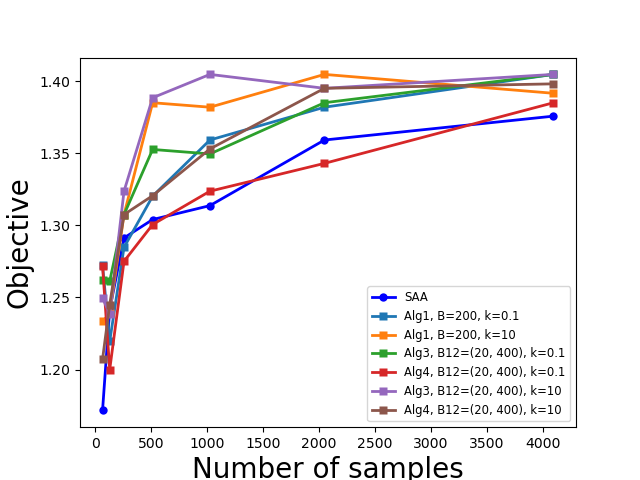 1.40
1.35
1.30
1.25
1.20
Objective
0
500
1000
1500
2000
2500
3000
3500
4000
Number of samples
SAA
Alg1, B=200, k=0.1
Alg1, B=200, k=10
Alg3, B12=(20, 400), k=0.1
Alg4, B12=(20, 400), k=0.1
Alg3, B12=(20, 400), k=10
Alg4, B12=(20, 400), k=10